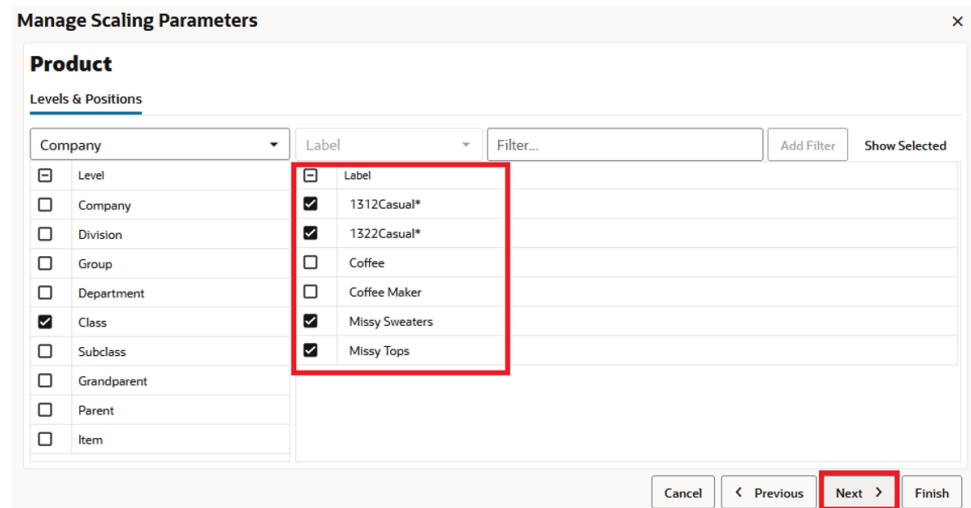 Manage Scaling Parameters
Product
Levels & Positions
Company Label Filter... Add Filter Show Selected
Level Label
Company 1312Casual*
Division 1322Casual*
Group Coffee
Department Coffee Maker
Class Missy Sweaters
Subclass Missy Tops
Grandparent
Parent
Item
Cancel Previous Next Finish